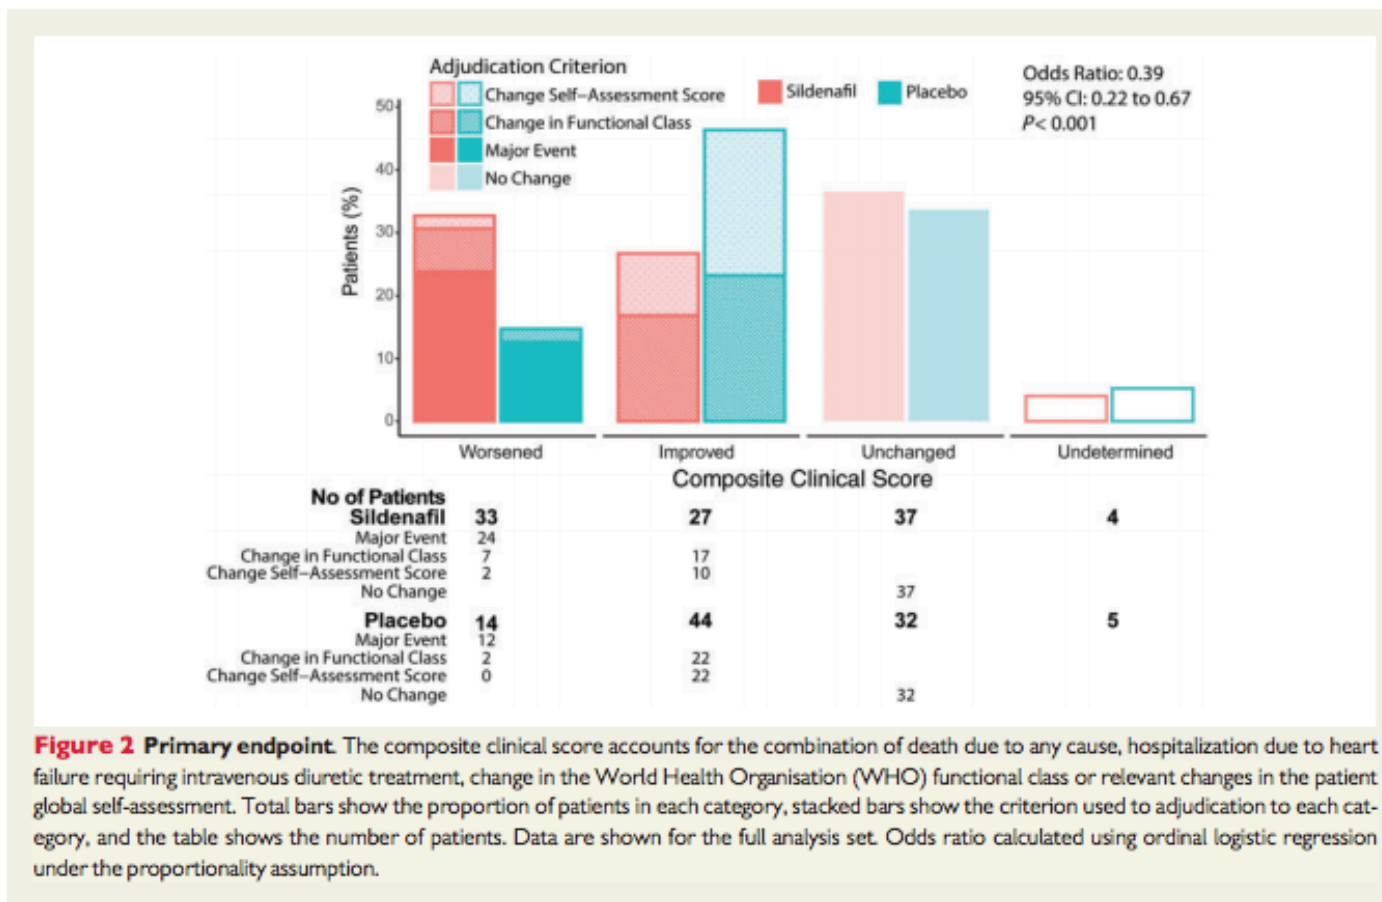 Adjudication Criterion
Change Self–Assessment Score
Change in Functional Class
Major Event
No Change
Sildenafil
Placebo
Odds Ratio: 0.39
95% CI: 0.22 to 0.67
P< 0.001
Patients (%)
50
40
30
20
10
0
Worsened Improved Unchanged Undetermined
Composite Clinical Score
No of Patients
Sildenafil 33 27 37 4
Major Event 24
Change in Functional Class 7 17
Change Self–Assessment Score 2 10
No Change 37
Placebo 14 44 32 5
Major Event 12
Change in Functional Class 2 22
Change Self–Assessment Score 0 22
No Change 32
Figure 2 Primary endpoint. The composite clinical score accounts for the combination of death due to any cause, hospitalization due to heart
failure requiring intravenous diuretic treatment, change in the World Health Organisation (WHO) functional class or relevant changes in the patient
global self-assessment. Total bars show the proportion of patients in each category, stacked bars show the criterion used to adjudication to each cat-
egory, and the table shows the number of patients. Data are shown for the full analysis set. Odds ratio calculated using ordinal logistic regression
under the proportionality assumption.